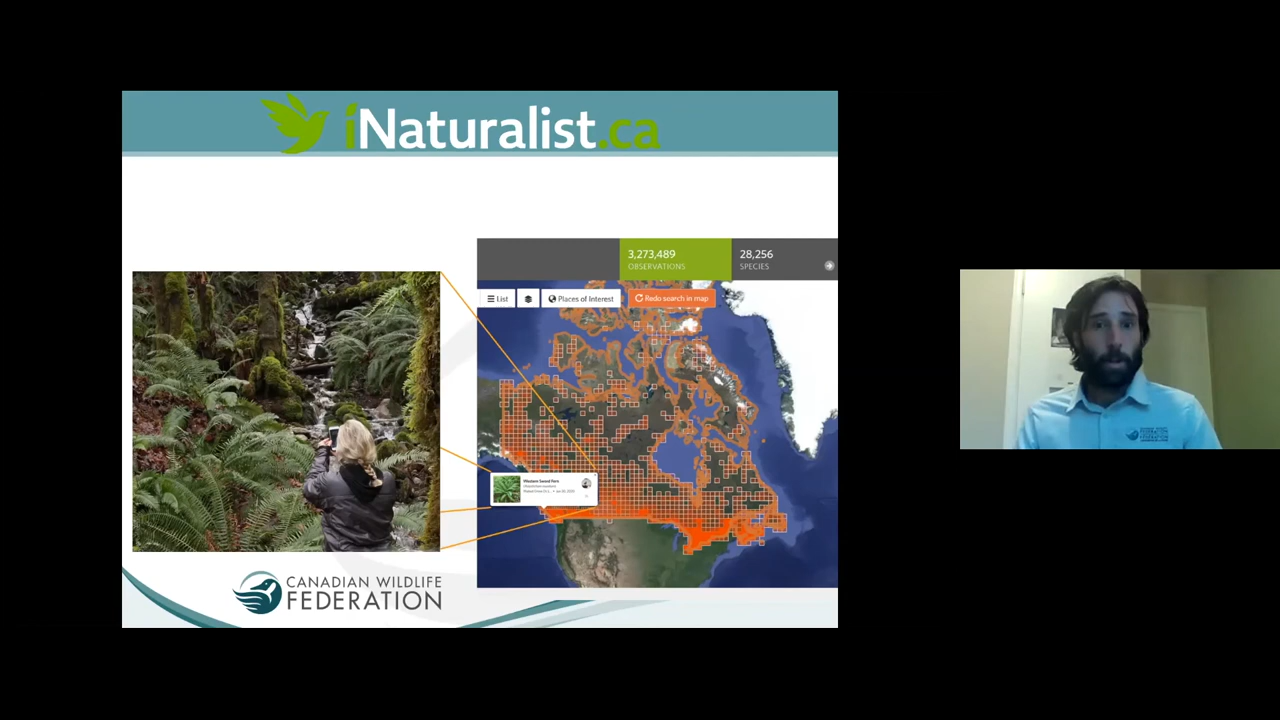 iNaturalist.ca
3,273,489
OBSERVATIONS
28,256
SPECIES
List
Places of Interest
Redo search in map
Western Sword Fern
CANADIAN WILDLIFE
FEDERATION
FEDERATION